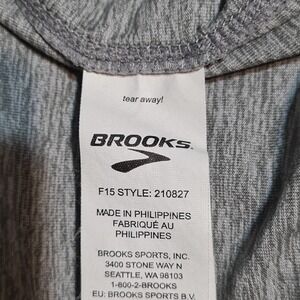 tear away!
BROOKS
F15 STYLE: 210827
MADE IN PHILIPPINES
FABRIQUÉ AU
PHILIPPINES
BROOKS SPORTS, INC.
3400 STONE WAY N
SEATTLE, WA 98103
1-800-2-BROOKS
EU: BROOKS SPORTS B.V.